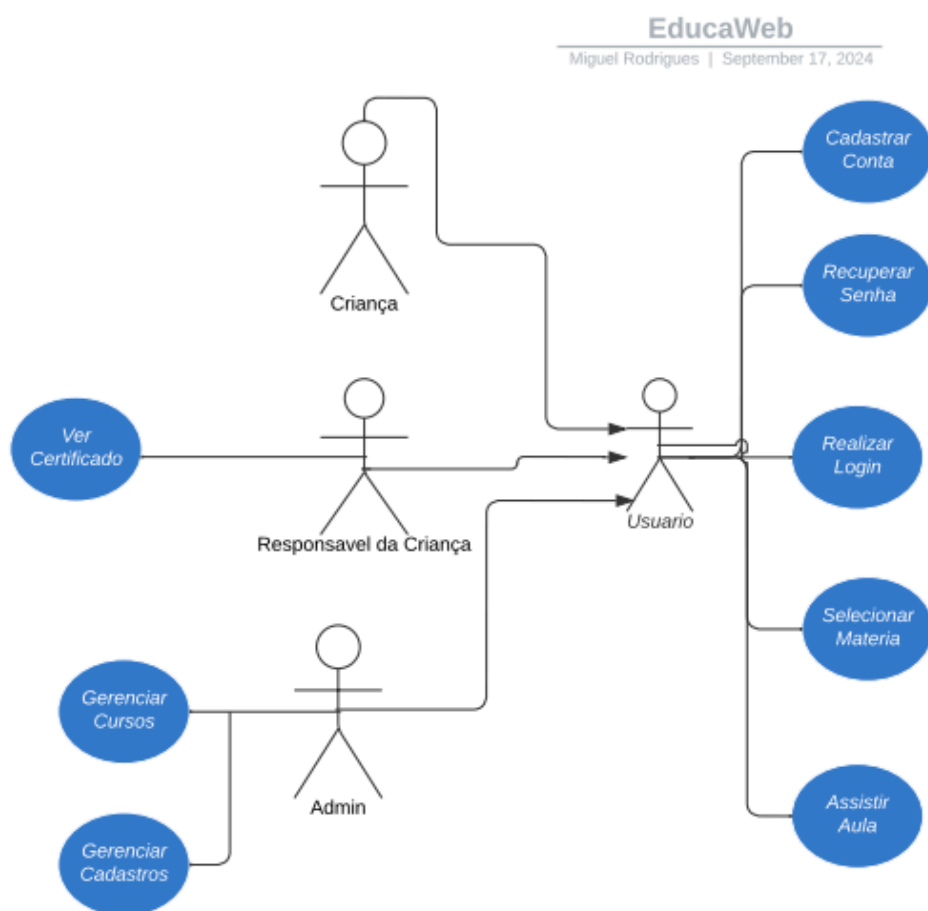 EducaWeb
Miguel Rodrigues | September 17, 2024
Cadastrar
Conta
Recuperar
Senha
Criança
Ver
Certificado
Realizar
Login
Usuario
Responsavel da Criança
Selecionar
Materia
Gerenciar
Cursos
Admin
Assistir
Aula
Gerenciar
Cadastros